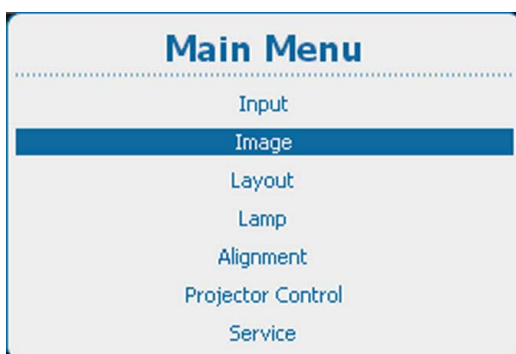 Main Menu
Input
Image
Layout
Lamp
Alignment
Projector Control
Service